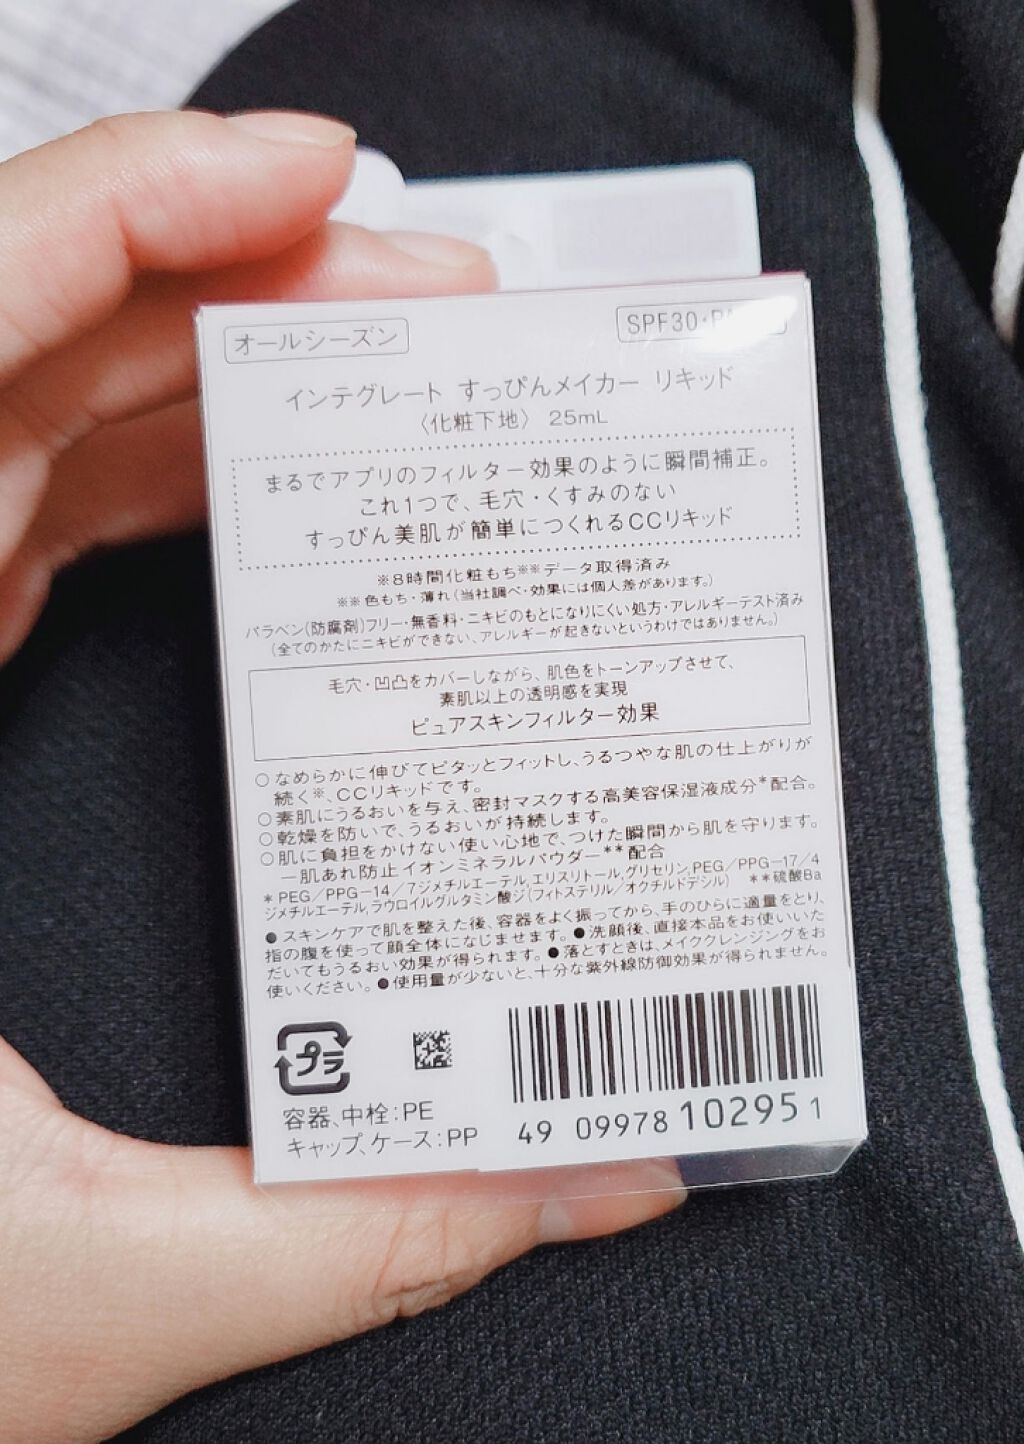 オールシーズン
SPF30・
インテグレート すっぴんメイカー リキッド
〈化粧下地〉 25mL
まるでアプリのフィルター効果のように瞬間補正。
これ1つで、毛穴・くすみのない
すっぴん美肌が簡単につくれるCCリキッド
※8時間化粧もち※※データ取得済み
※※色もち・薄れ(当社調べ・効果には個人差があります。)
パラベン(防腐剤)フリー・無香料・ニキビのもとになりにくい処方・アレルギーテスト済み
(全てのかたにニキビができない、アレルギーが起きないというわけではありません。)
毛穴・凹凸をカバーしながら、肌色をトーンアップさせて、
素肌以上の透明感を実現
ピュアスキンフィルター効果
○なめらかに伸びてピタッとフィットし、うるつやな肌の仕上がりが
続く※、CCリキッドです。
○素肌にうるおいを与え、密封マスクする高美容保湿液成分*配合。
○乾燥を防いで、うるおいが持続します。
○肌に負担をかけない使い心地で、つけた瞬間から肌を守ります。
ー肌あれ防止イオンミネラルパウダー**配合
*PEG/PPG-14/7ジメチルエーテル,エリスリトール,グリセリン,PEG/PPG-17/4
ジメチルエーテル,ラウロイルグルタミン酸ジ(フィトステリル/オクチルドデシル) **硫酸Ba
●スキンケアで肌を整えた後、容器をよく振ってから、手のひらに適量をとり、
指の腹を使って顔全体になじませます。●洗顔後、直接本品をお使いいた
だいてもうるおい効果が得られます。●落とすときは、メイククレンジングをお
使いください。●使用量が少ないと、十分な紫外線防御効果が得られません。
プラ
容器、中栓:PE
キャップ、ケース:PP
49 09978 102951